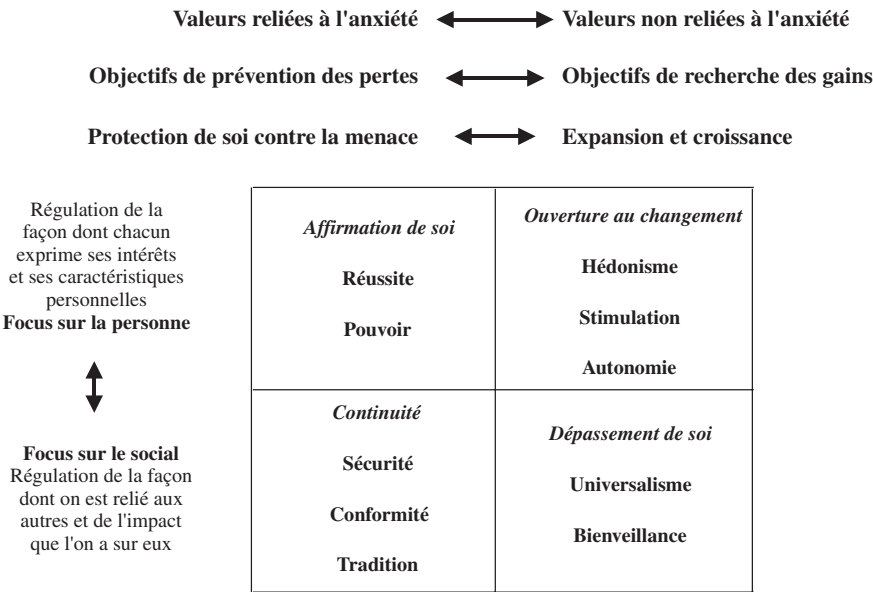 Valeurs reliées à l'anxiété
Valeurs non reliées à l'anxiété
Objectifs de prévention des pertes
Objectifs de recherche des gains
Protection de soi contre la menace
Expansion et croissance
Régulation de la
façon dont chacun
exprime ses intérêts
et ses caractéristiques
personnelles
Focus sur la personne
Affirmation de soi
Réussite
Pouvoir
Ouverture au changement
Hédonisme
Stimulation
Autonomie
Focus sur le social
Régulation de la façon
dont on est relié aux
autres et de l'impact
que l'on a sur eux
Continuité
Sécurité
Conformité
Tradition
Dépassement de soi
Universalisme
Bienveillance